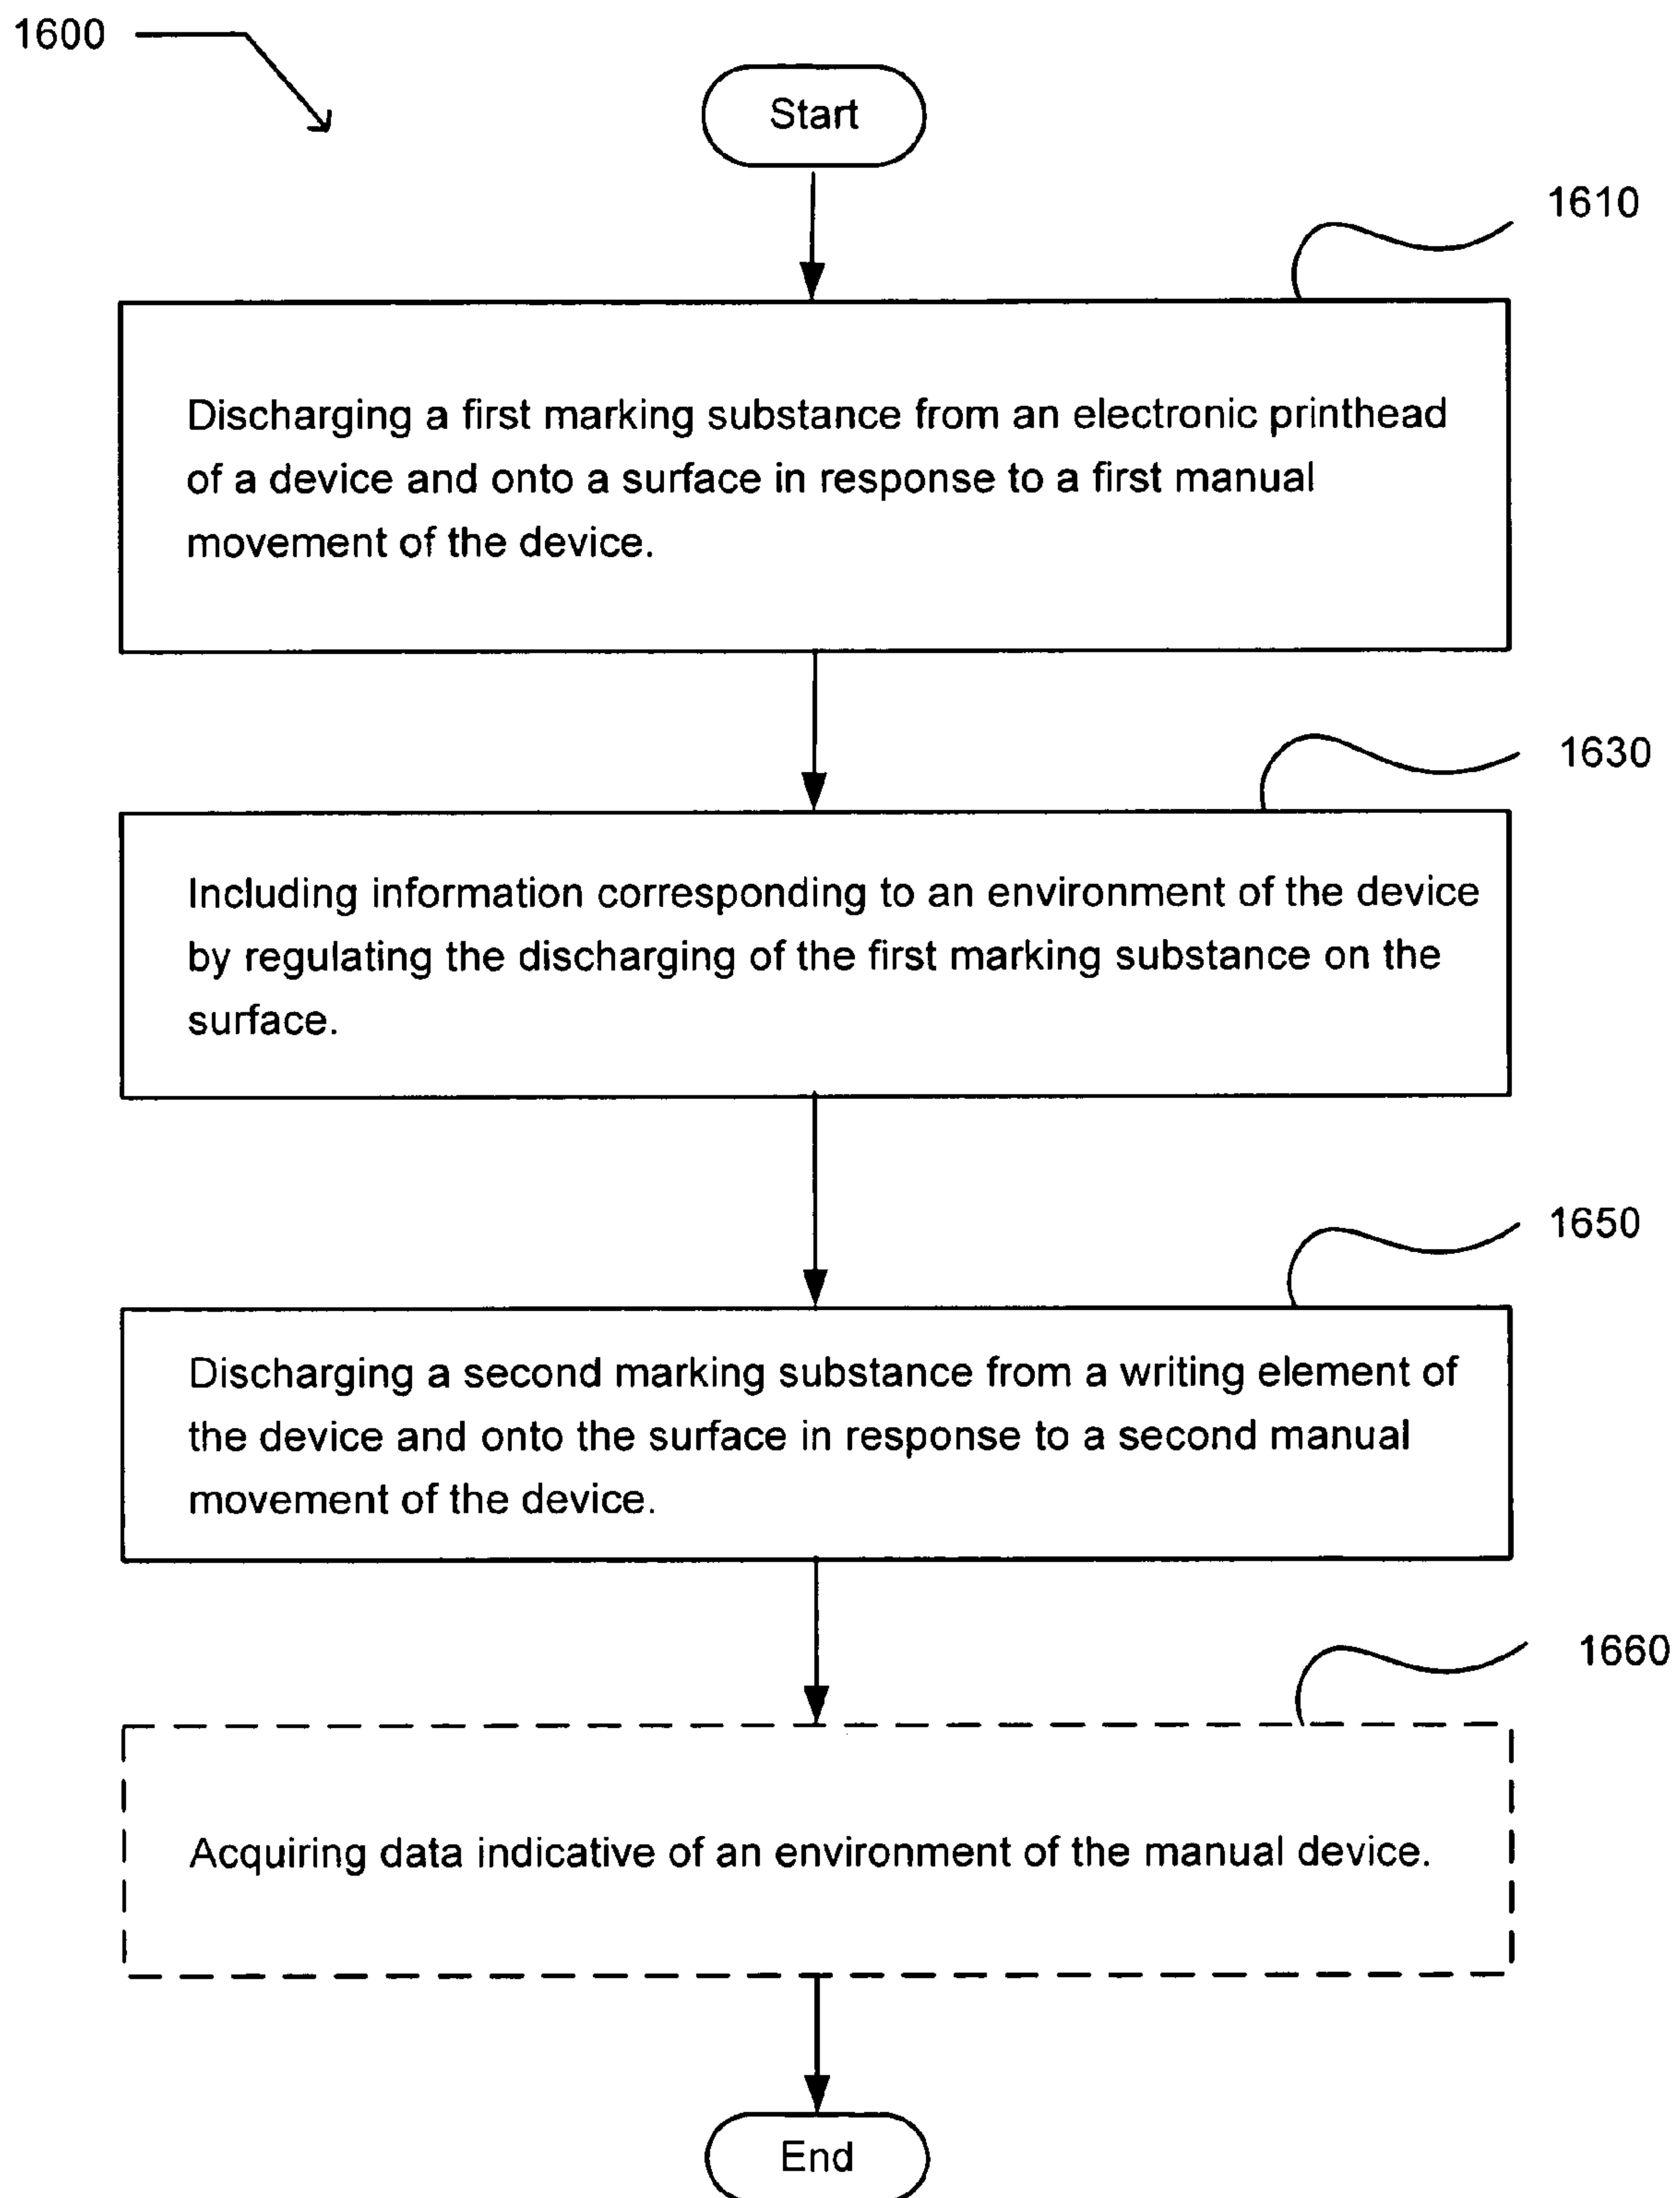 1600
Start
1610
Discharging a first marking substance from an electronic printhead
of a device and onto a surface in response to a first manual
movement of the device.
1630
Including information corresponding to an environment of the device
by regulating the discharging of the first marking substance on the
surface.
1650
Discharging a second marking substance from a writing element of
the device and onto the surface in response to a second manual
movement of the device.
1660
Acquiring data indicative of an environment of the manual device.
End